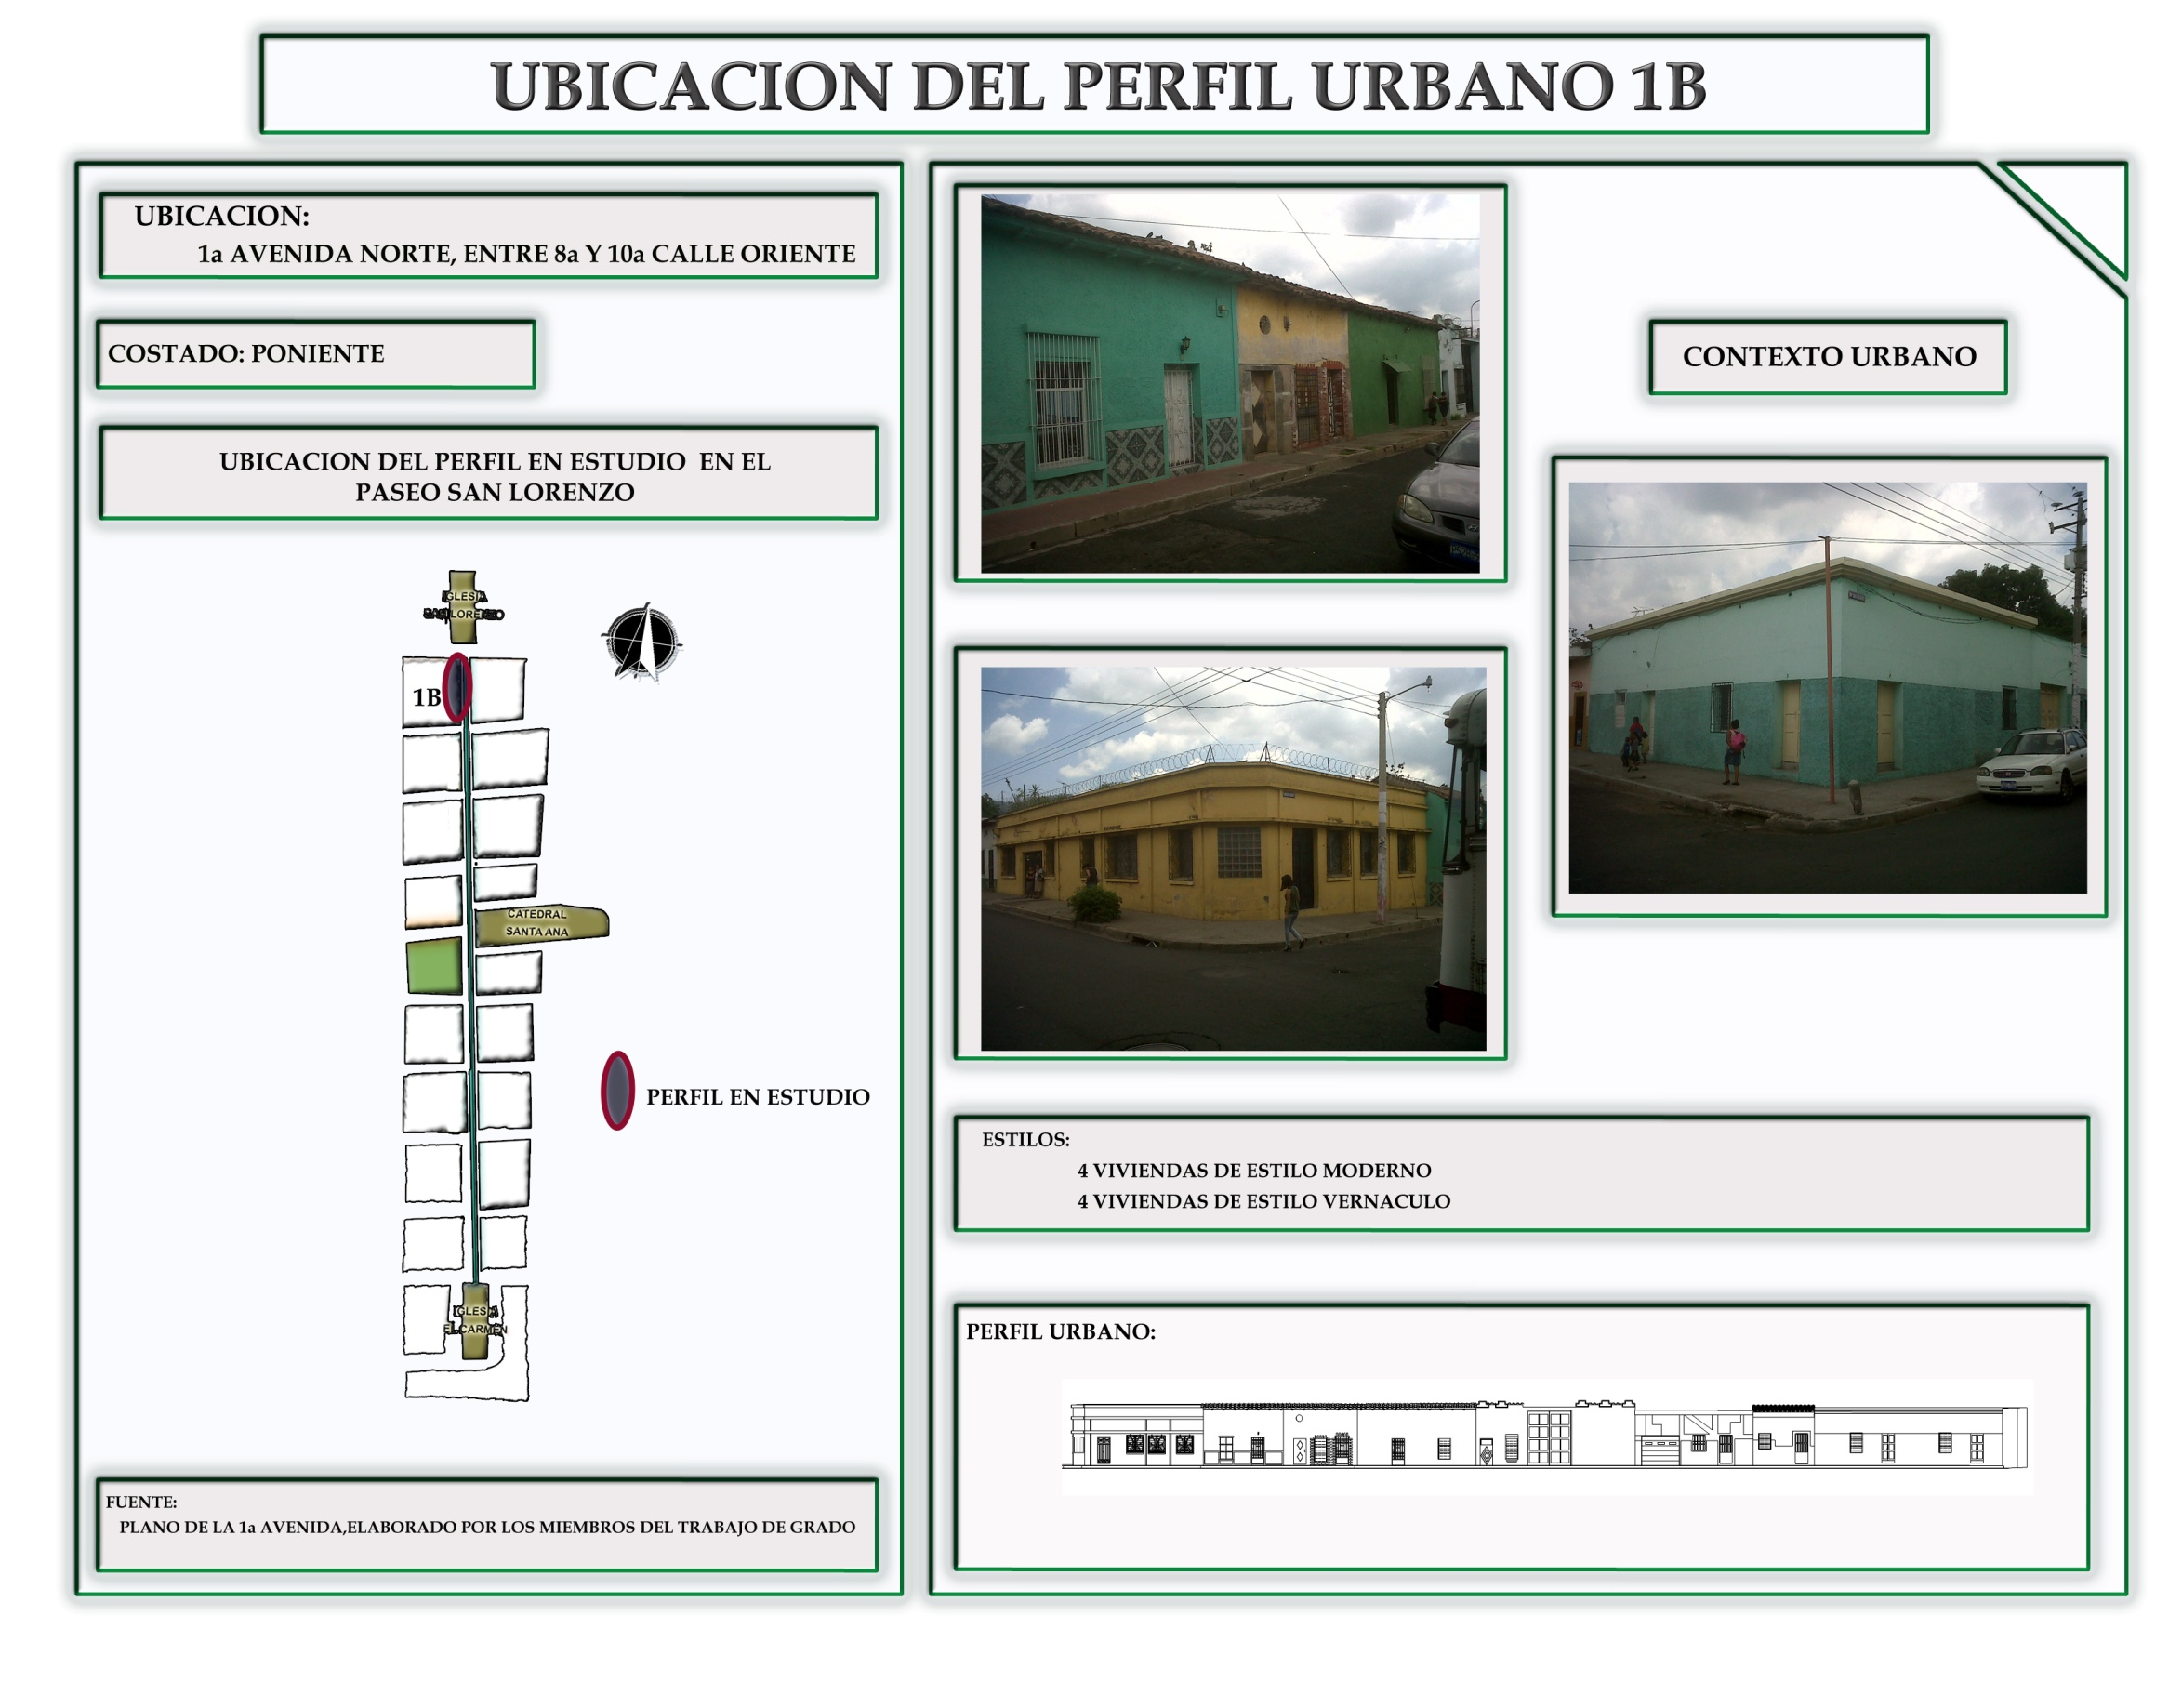 UBICACION DEL PERFIL URBANO 1B
UBICACION:
1a AVENIDA NORTE, ENTRE 8a Y 10a CALLE ORIENTE
COSTADO: PONIENTE
UBICACION DEL PERFIL EN ESTUDIO EN EL
PASEO SAN LORENZO
IGLESIA
SAN LORENZO
1B
CATEDRAL
SANTA ANA
PERFIL EN ESTUDIO
IGLESIA
EL CARMEN
FUENTE:
PLANO DE LA 1a AVENIDA,ELABORADO POR LOS MIEMBROS DEL TRABAJO DE GRADO
CONTEXTO URBANO
ESTILOS:
4 VIVIENDAS DE ESTILO MODERNO
4 VIVIENDAS DE ESTILO VERNACULO
PERFIL URBANO: